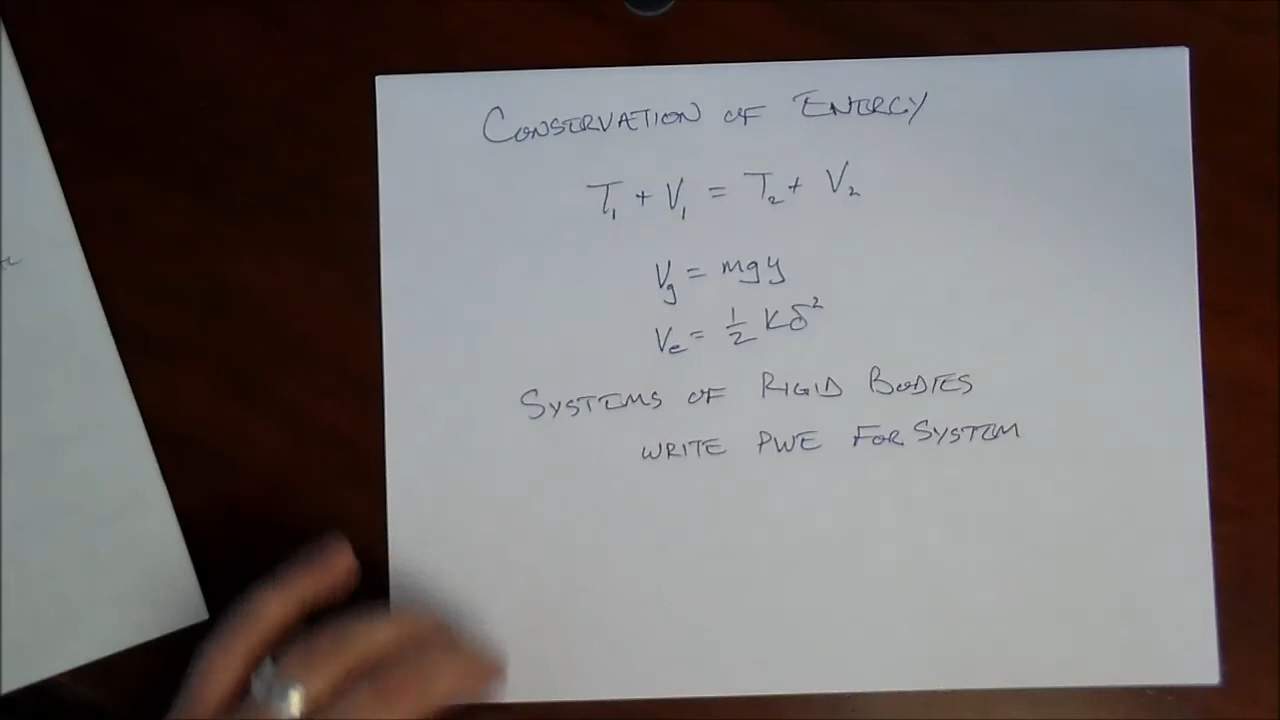 CONSERVATION OF ENERGY
T₁ + V₁ = T₂ + V₂
Vg = mgy
Ve = ½ Kδ²
SYSTEMS OF RIGID BODIES
WRITE PWE FOR SYSTEM